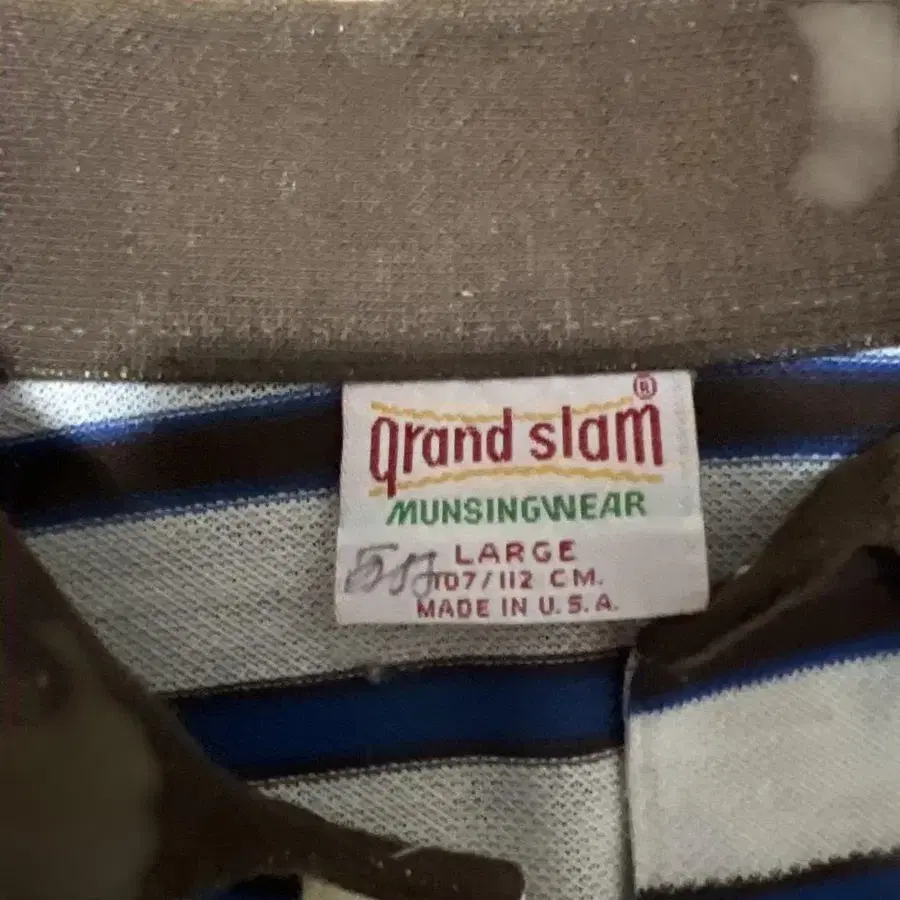 grand slam®
MUNSINGWEAR
LARGE
107/112 CM.
MADE IN U.S.A.